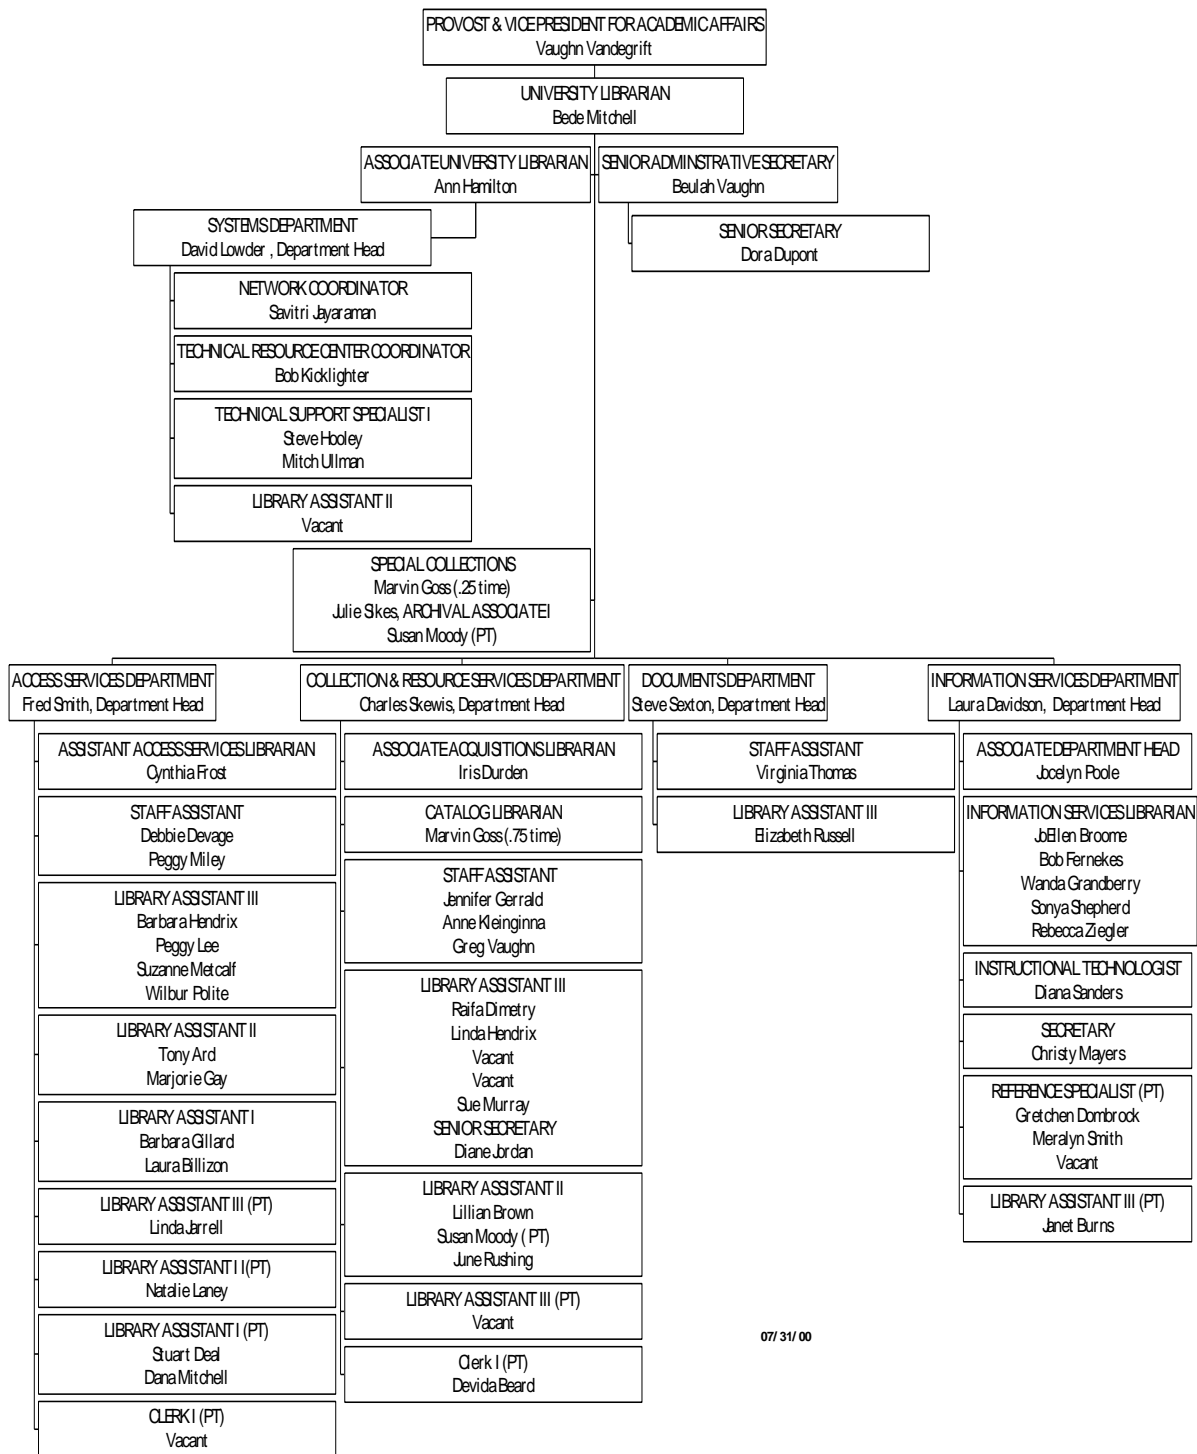 PROVOST & VICE PRESIDENT FOR ACADEMIC AFFAIRS
Vaughn Vandegrift
UNIVERSITY LIBRARIAN
Bede Mitchell
ASSOCIATE UNIVERSITY LIBRARIAN
Ann Hamilton
SENIOR ADMINSTRATIVE SECRETARY
Beulah Vaughn
SYSTEMS DEPARTMENT
David Lowder , Department Head
SENIOR SECRETARY
Dora Dupont
NETWORK COORDINATOR
Savitri Jayaraman
TECHNICAL RESOURCE CENTER COORDINATOR
Bob Kicklighter
TECHNICAL SUPPORT SPECIALIST I
Steve Hooley
Mitch Ullman
LIBRARY ASSISTANT II
Vacant
SPECIAL COLLECTIONS
Marvin Goss (.25 time)
Julie Sikes, ARCHIVAL ASSOCIATE I
Susan Moody (PT)
ACCESS SERVICES DEPARTMENT
Fred Smith, Department Head
ASSISTANT ACCESS SERVICES LIBRARIAN
Cynthia Frost
STAFF ASSISTANT
Debbie Devage
Peggy Miley
LIBRARY ASSISTANT III
Barbara Hendrix
Peggy Lee
Suzanne Metcalf
Wilbur Polite
LIBRARY ASSISTANT II
Tony Ard
Marjorie Gay
LIBRARY ASSISTANT I
Barbara Gillard
Laura Billizon
LIBRARY ASSISTANT III (PT)
Linda Jarrell
LIBRARY ASSISTANT I I (PT)
Natalie Laney
LIBRARY ASSISTANT I (PT)
Stuart Deal
Dana Mitchell
CLERK I (PT)
Vacant
COLLECTION & RESOURCE SERVICES DEPARTMENT
Charles Skewis, Department Head
ASSOCIATE ACQUISITIONS LIBRARIAN
Iris Durden
CATALOG LIBRARIAN
Marvin Goss (.75 time)
STAFF ASSISTANT
Jennifer Gerrald
Anne Kleinginna
Greg Vaughn
LIBRARY ASSISTANT III
Raifa Dimetry
Linda Hendrix
Vacant
Vacant
Sue Murray
SENIOR SECRETARY
Diane Jordan
LIBRARY ASSISTANT II
Lillian Brown
Susan Moody ( PT)
June Rushing
LIBRARY ASSISTANT III (PT)
Vacant
Clerk I (PT)
Devida Beard
DOCUMENTS DEPARTMENT
Steve Sexton, Department Head
STAFF ASSISTANT
Virginia Thomas
LIBRARY ASSISTANT III
Elizabeth Russell
INFORMATION SERVICES DEPARTMENT
Laura Davidson, Department Head
ASSOCIATE DEPARTMENT HEAD
Jocelyn Poole
INFORMATION SERVICES LIBRARIAN
JoEllen Broome
Bob Fernekes
Wanda Grandberry
Sonya Shepherd
Rebecca Ziegler
INSTRUCTIONAL TECHNOLOGIST
Diana Sanders
SECRETARY
Christy Mayers
REFERENCE SPECIALIST (PT)
Gretchen Dombrock
Meralyn Smith
Vacant
LIBRARY ASSISTANT III (PT)
Janet Burns
07/31/00